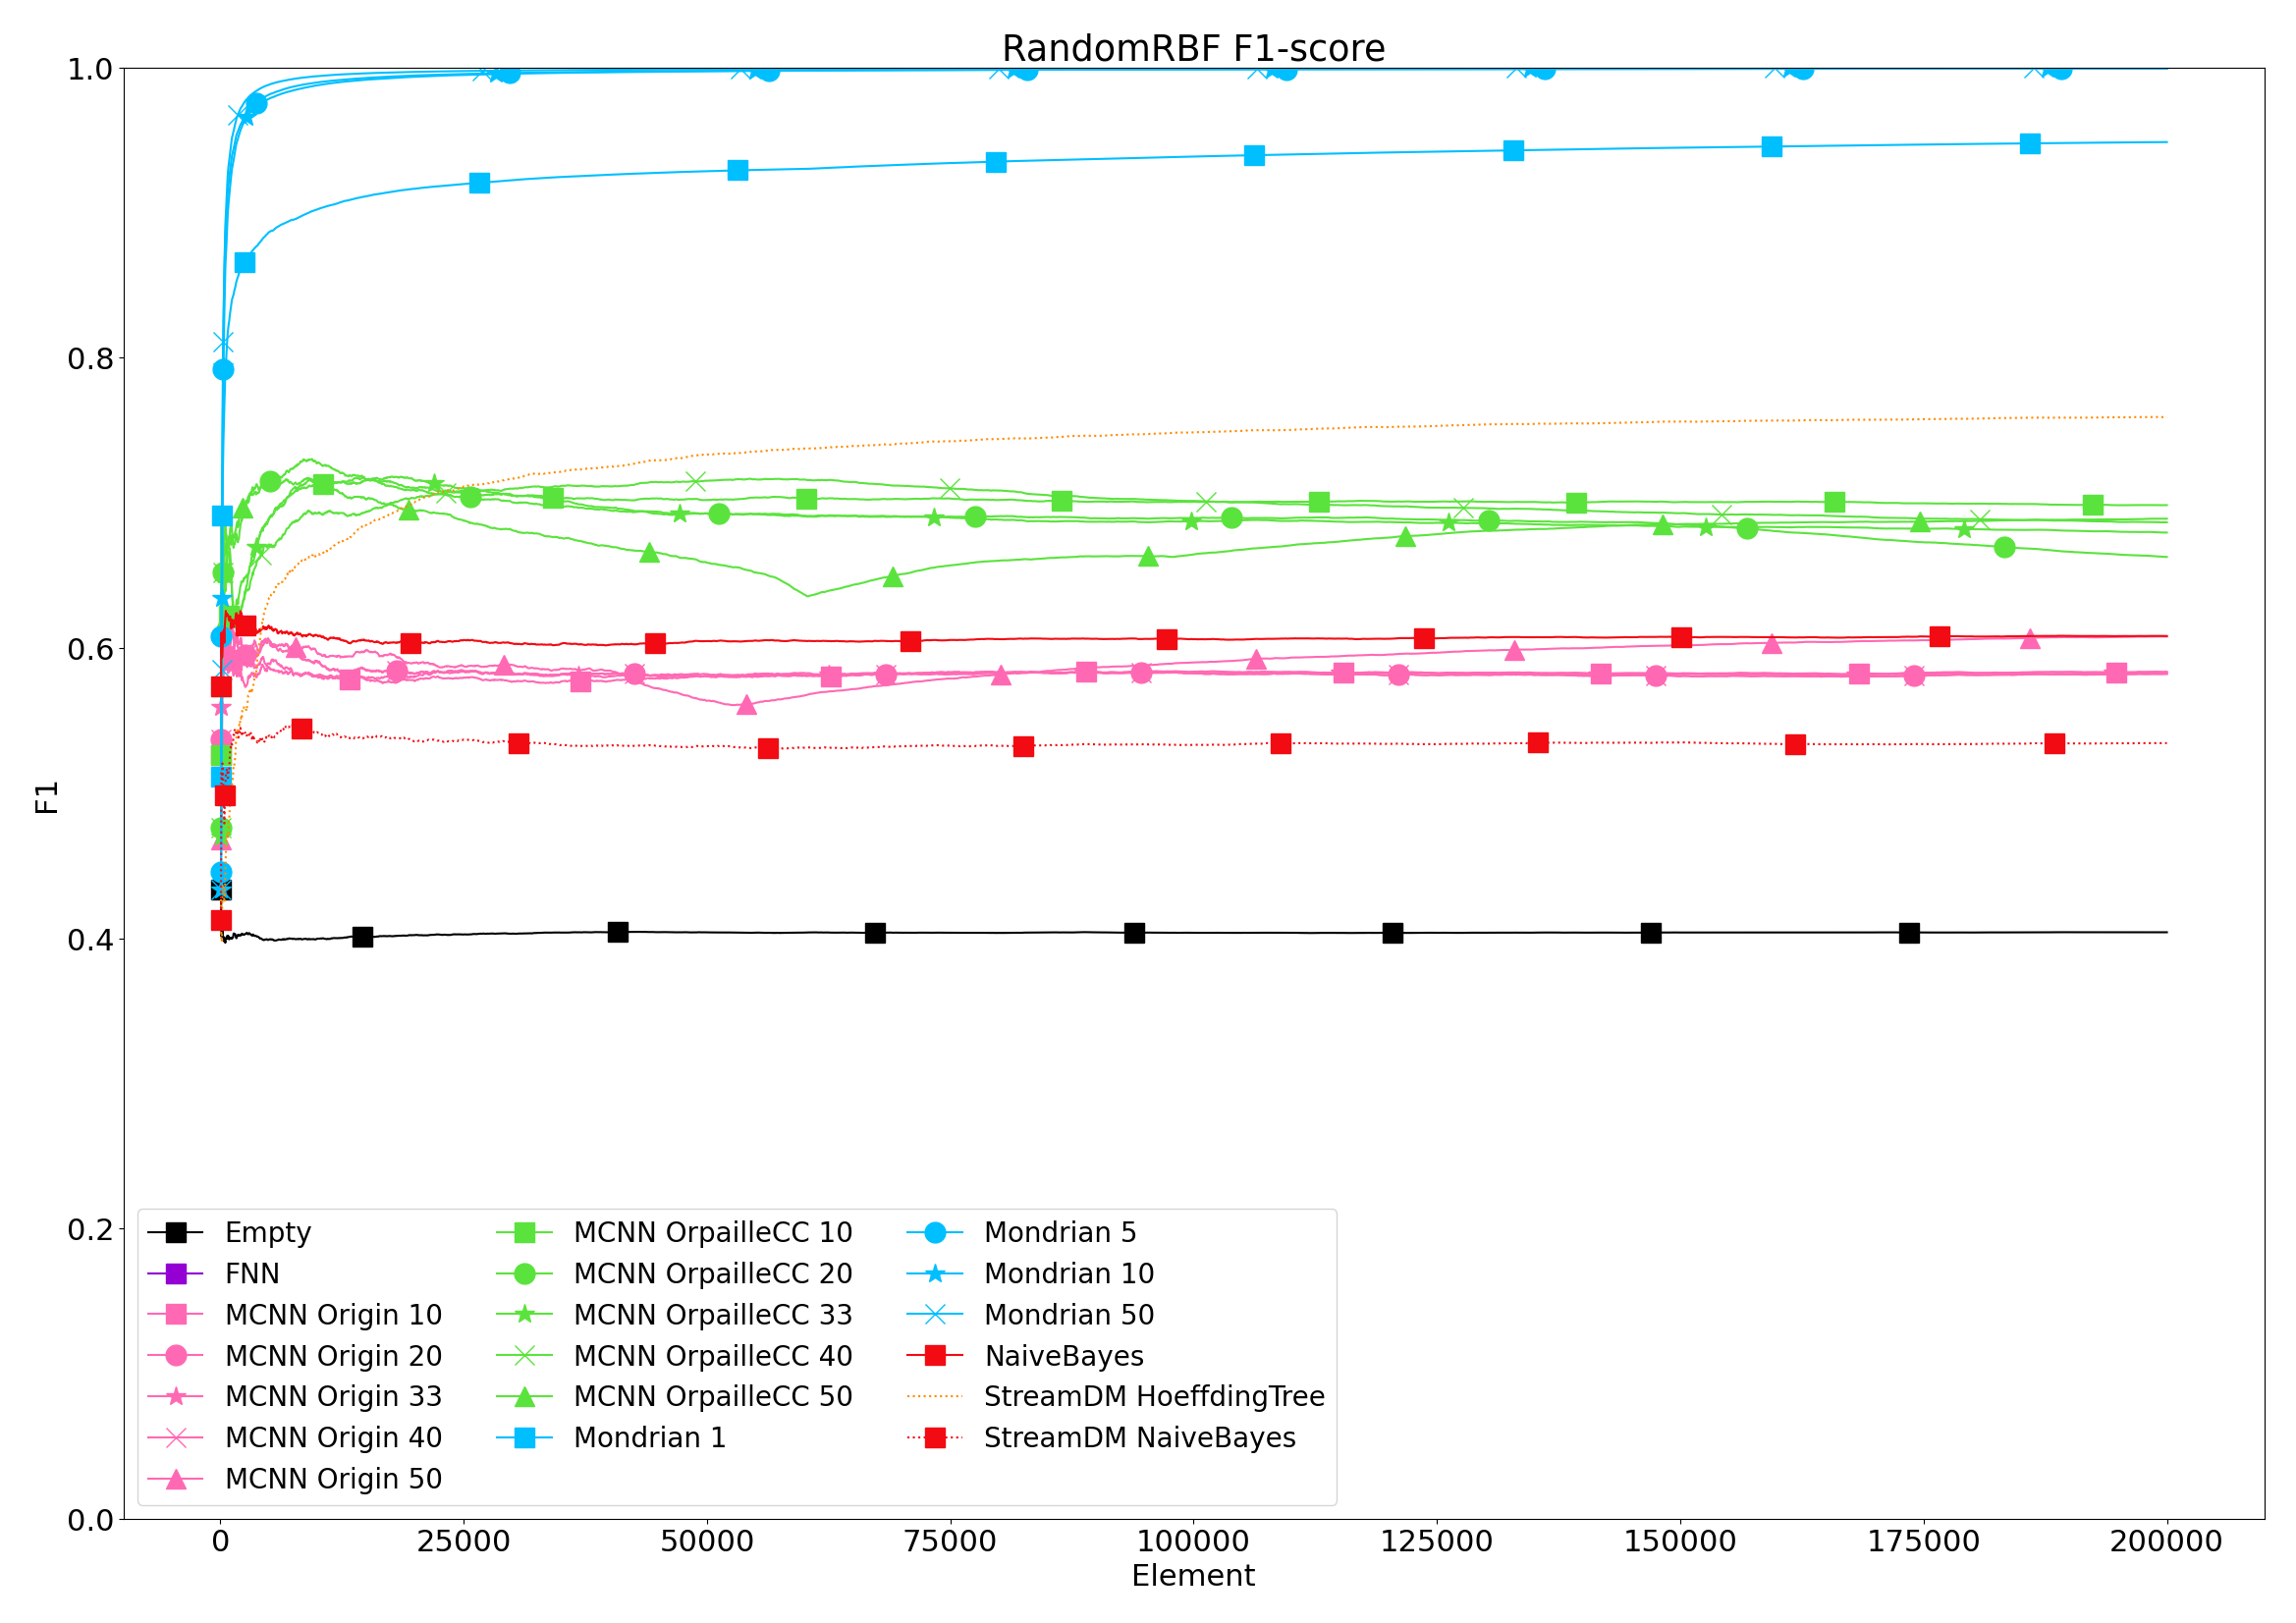 RandomRBF F1-score
1.0
0.8
0.6
0.4
0.2
0.0
F1
Empty
FNN
MCNN Origin 10
MCNN Origin 20
MCNN Origin 33
MCNN Origin 40
MCNN Origin 50
MCNN OrpailleCC 10
MCNN OrpailleCC 20
MCNN OrpailleCC 33
MCNN OrpailleCC 40
MCNN OrpailleCC 50
Mondrian 1
Mondrian 5
Mondrian 10
Mondrian 50
NaiveBayes
StreamDM HoeffdingTree
StreamDM NaiveBayes
0 25000 50000 75000 100000 125000 150000 175000 200000
Element